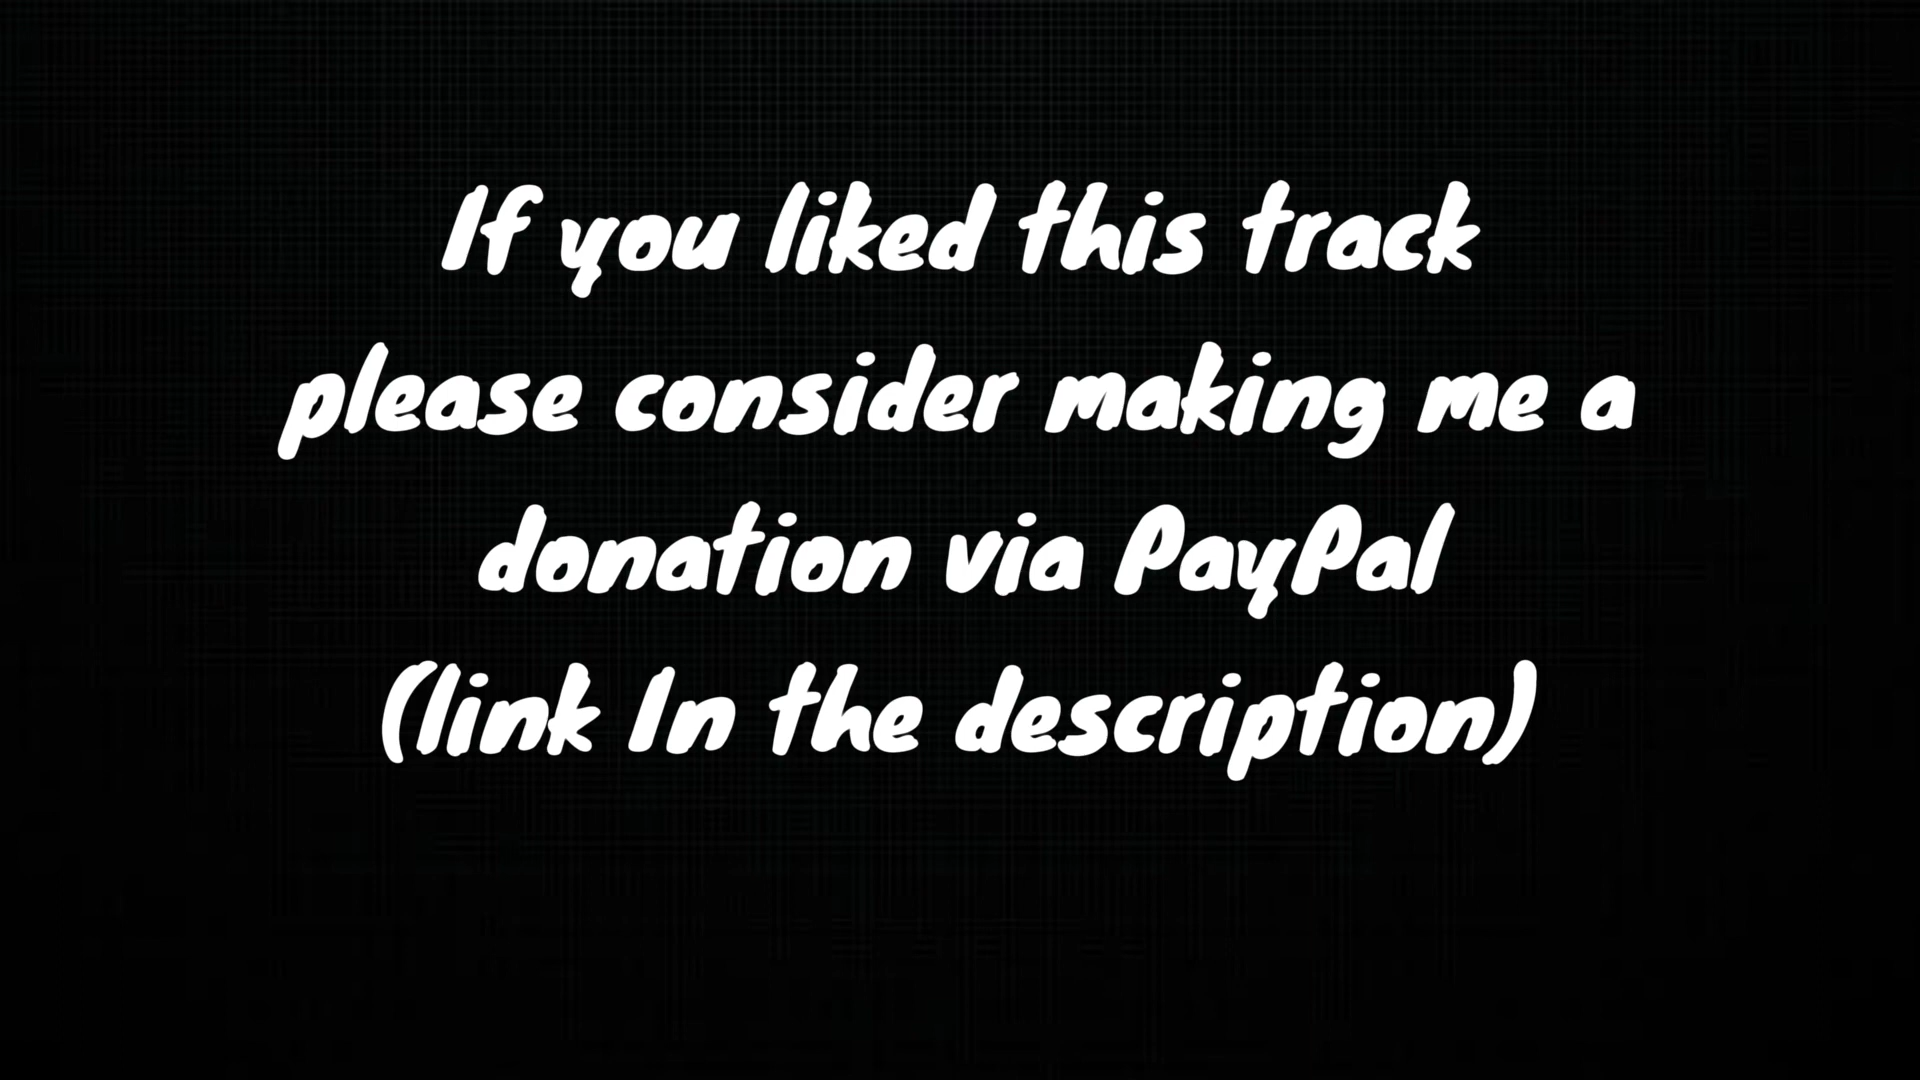 If you liked this track
please consider making me a
donation via PayPal
(link In the description)